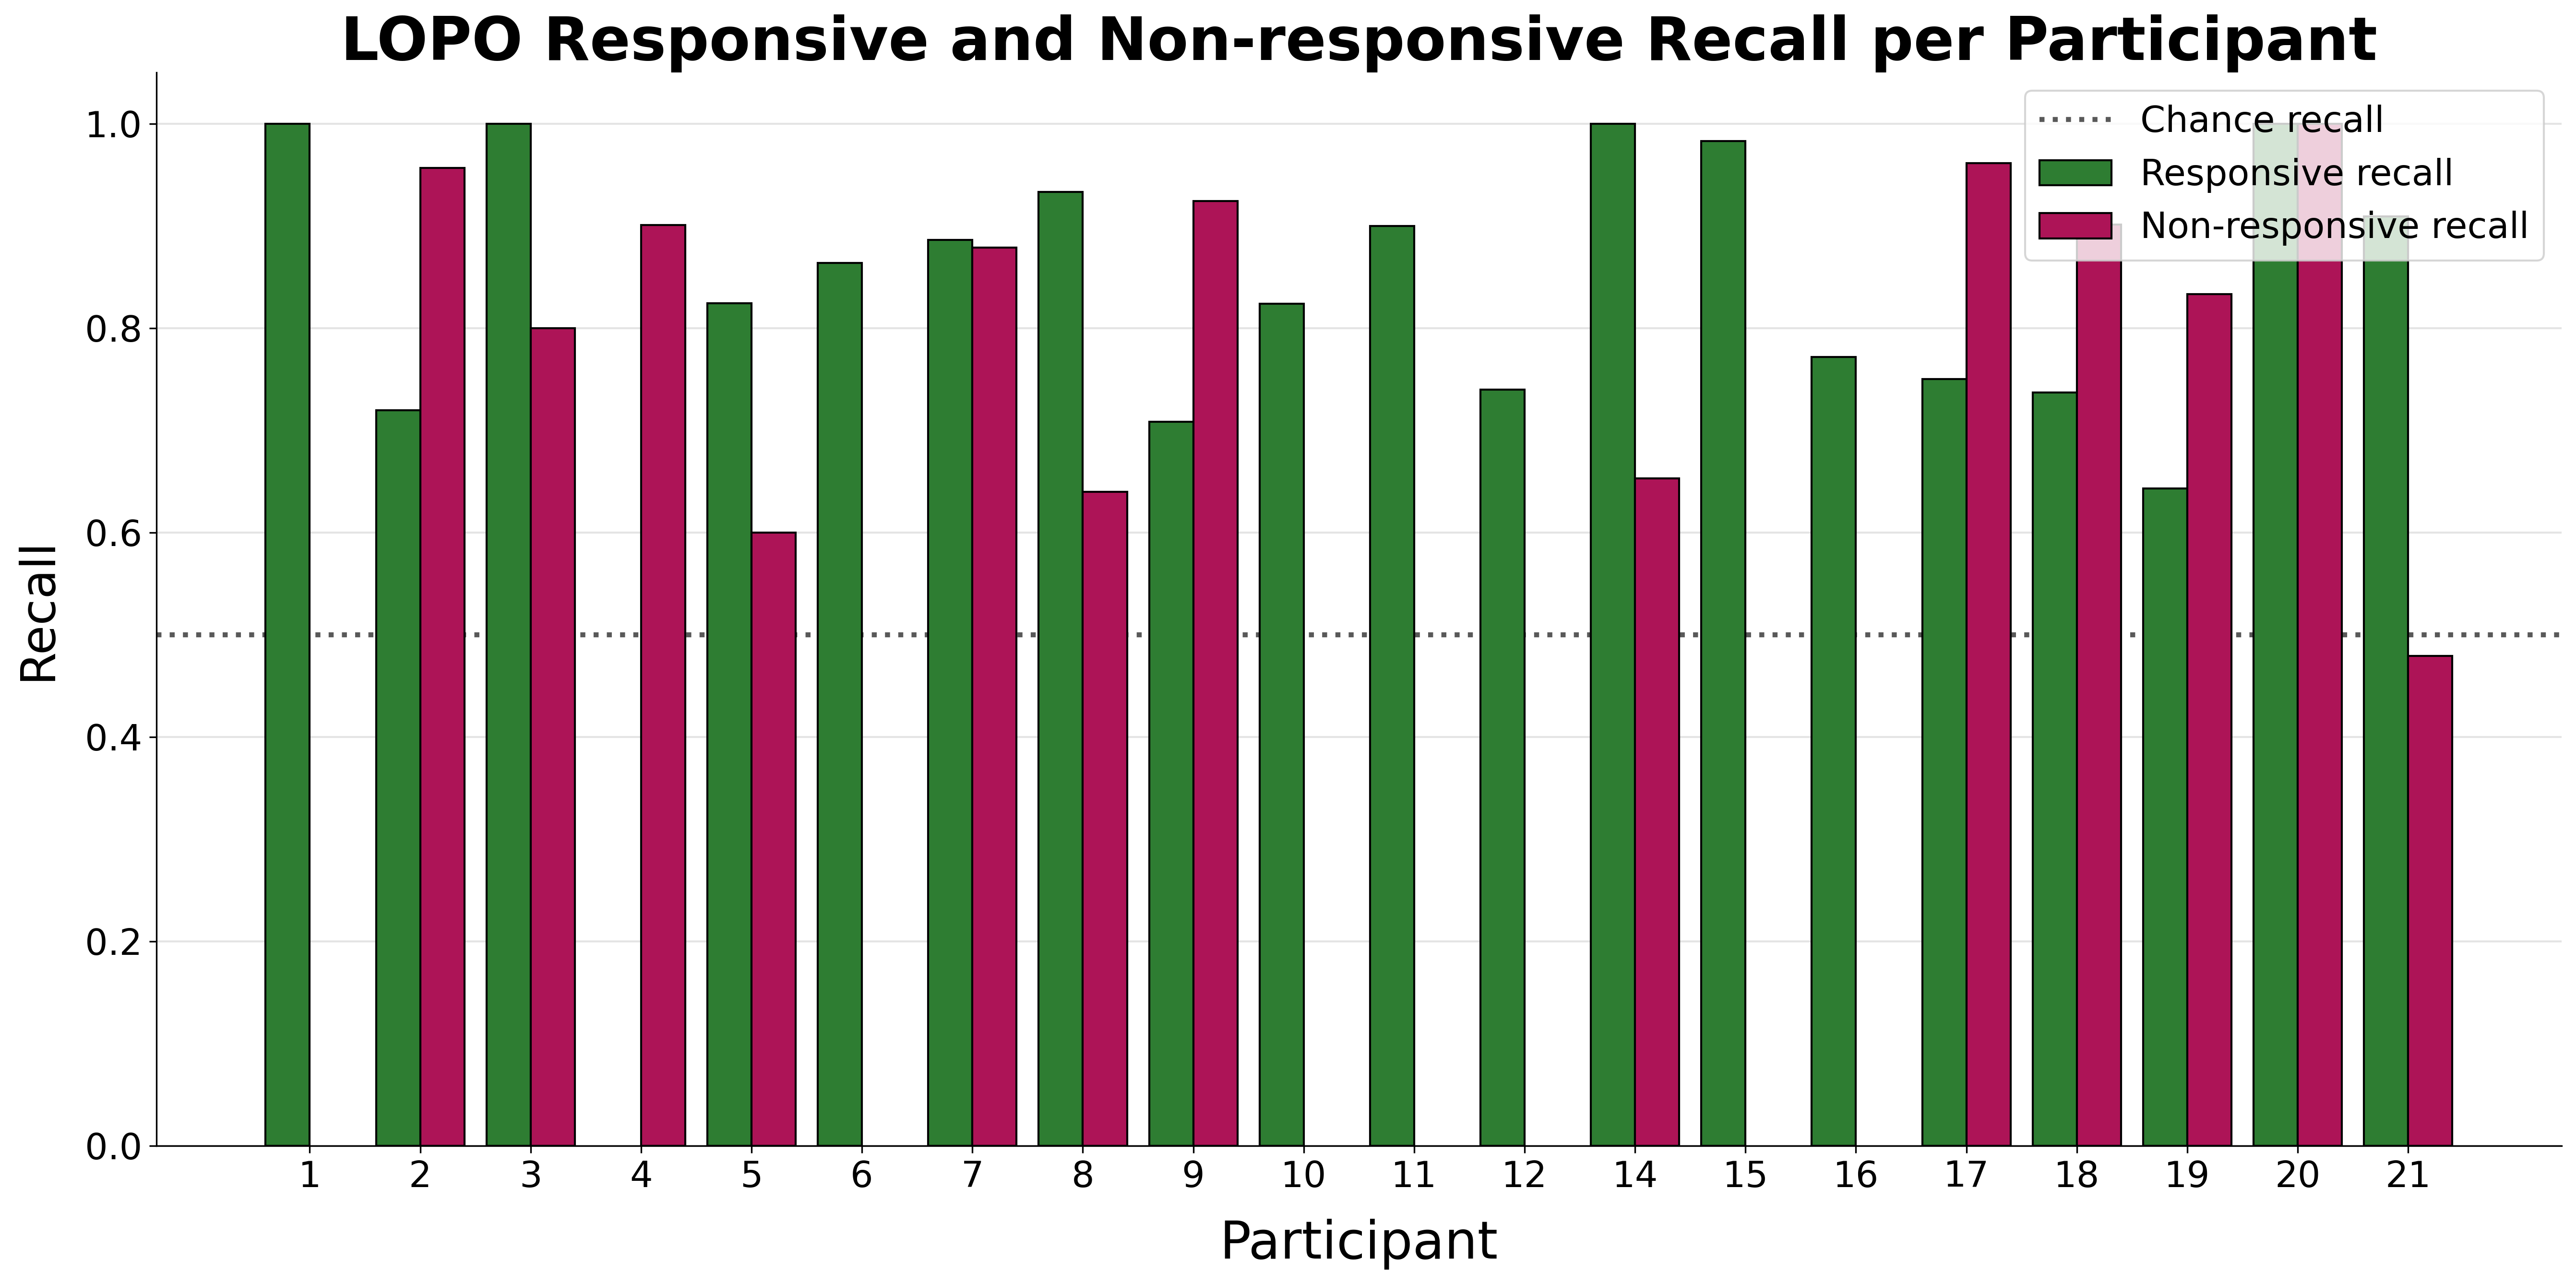 LOPO Responsive and Non-responsive Recall per Participant
Chance recall
Responsive recall
Non-responsive recall
Recall
1.0
0.8
0.6
0.4
0.2
0.0
1 2 3 4 5 6 7 8 9 10 11 12 14 15 16 17 18 19 20 21
Participant